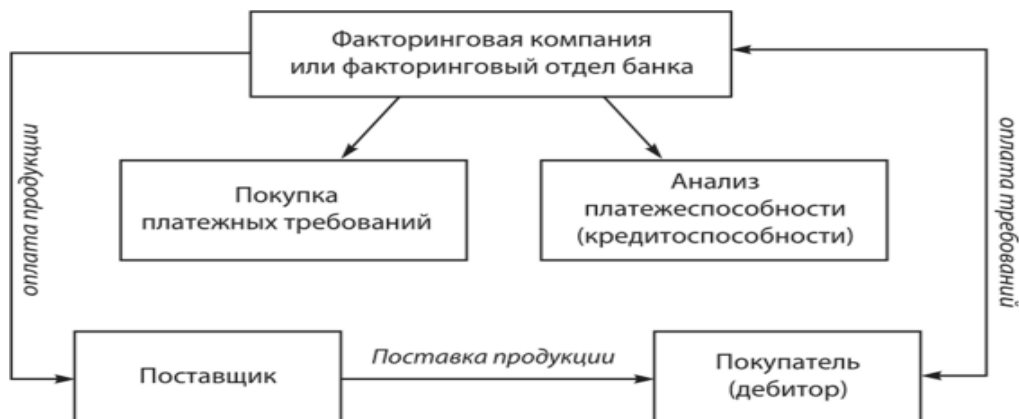 Факторинговая компания
или факторинговый отдел банка
оплата продукции
оплата требований
Покупка
платежных требований
Анализ
платежеспособности
(кредитоспособности)
Поставщик
Поставка продукции
Покупатель
(дебитор)